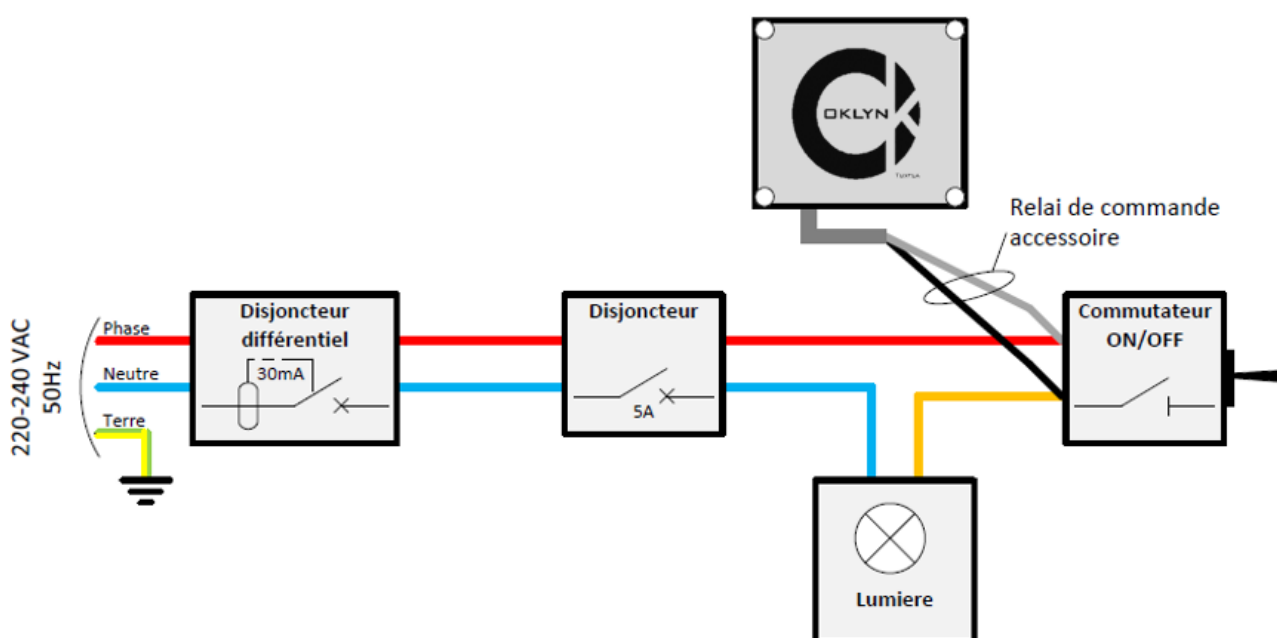 OKLYN
Relai de commande
accessoire
220-240 VAC
50Hz
Phase
Neutre
Terre
Disjoncteur
différentiel
30mA
Disjoncteur
5A
Commutateur
ON/OFF
Lumiere